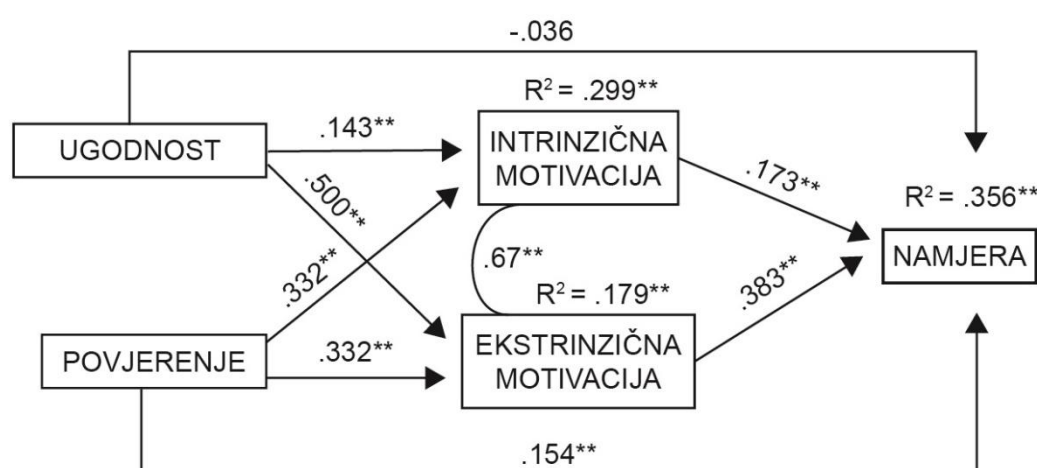 -.036
R² = .299**
UGODNOST
.143**
INTRINZIČNA
MOTIVACIJA
.500**
.173**
R² = .356**
NAMJERA
.332**
.67**
R² = .179**
.383**
POVJERENJE
.332**
EKSTRINZIČNA
MOTIVACIJA
.154**